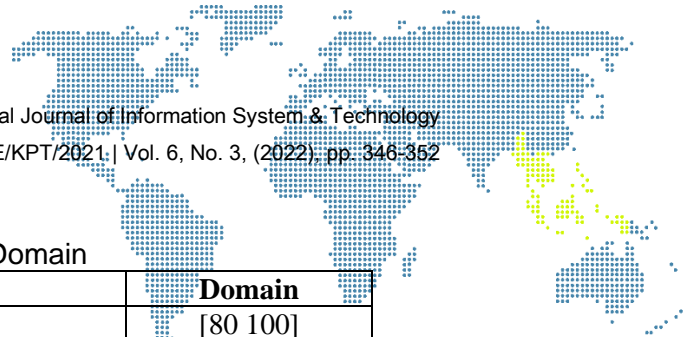 al Journal of Information System & Technology
E/KPT/2021 | Vol. 6, No. 3, (2022), pp. 346-352
Domain
Domain
[80 100]